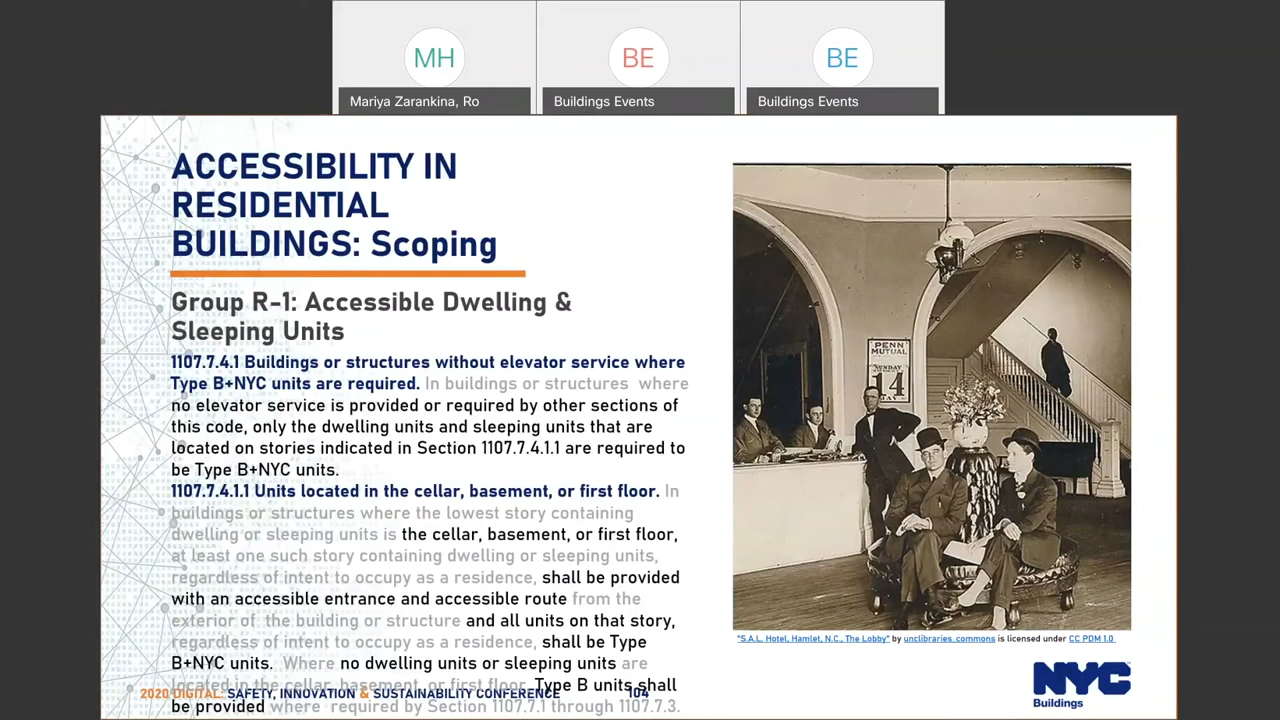 MH
BE
BE
Mariya Zarankina, Ro
Buildings Events
Buildings Events
ACCESSIBILITY IN
RESIDENTIAL
BUILDINGS: Scoping
Group R-1: Accessible Dwelling &
Sleeping Units
1107.7.4.1 Buildings or structures without elevator service where
Type B+NYC units are required. In buildings or structures where
no elevator service is provided or required by other sections of
this code, only the dwelling units and sleeping units that are
located on stories indicated in Section 1107.7.4.1.1 are required to
be Type B+NYC units.
1107.7.4.1.1 Units located in the cellar, basement, or first floor. In
buildings or structures where the lowest story containing
dwelling or sleeping units is the cellar, basement, or first floor,
at least one such story containing dwelling or sleeping units,
regardless of intent to occupy as a residence, shall be provided
with an accessible entrance and accessible route from the
exterior of the building or structure and all units on that story,
regardless of intent to occupy as a residence, shall be Type
B+NYC units. Where no dwelling units or sleeping units are
located in the cellar, basement, or first floor, Type B units shall
be provided where required by Section 1107.7.1 through 1107.7.3.
2020 DIGITAL: SAFETY, INNOVATION & SUSTAINABILITY CONFERENCE 104
PENN
MUTUAL
SUNDAY
14
MAY
"S.A.L. Hotel, Hamlet, N.C., The Lobby" by unclibraries_commons is licensed under CC PDM 1.0
NYC
Buildings